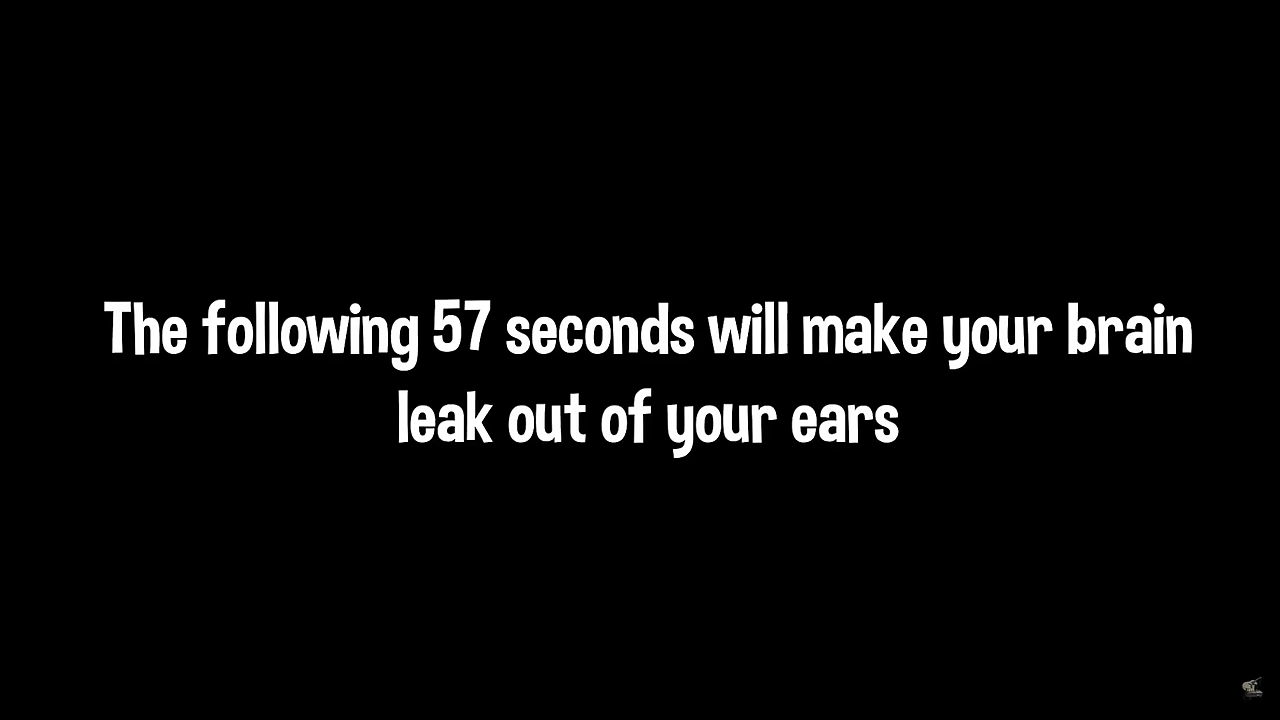 The following 57 seconds will make your brain
leak out of your ears